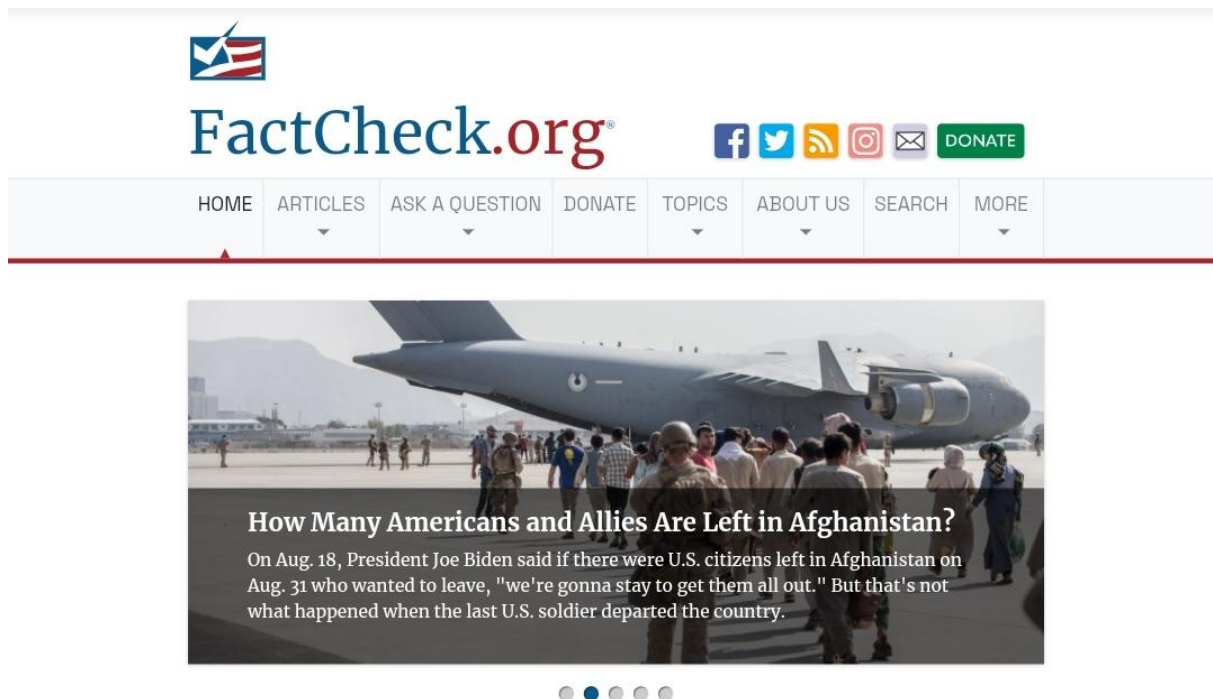 FactCheck.org®
DONATE
HOME ARTICLES ASK A QUESTION DONATE TOPICS ABOUT US SEARCH MORE
How Many Americans and Allies Are Left in Afghanistan?
On Aug. 18, President Joe Biden said if there were U.S. citizens left in Afghanistan on
Aug. 31 who wanted to leave, "we're gonna stay to get them all out." But that's not
what happened when the last U.S. soldier departed the country.